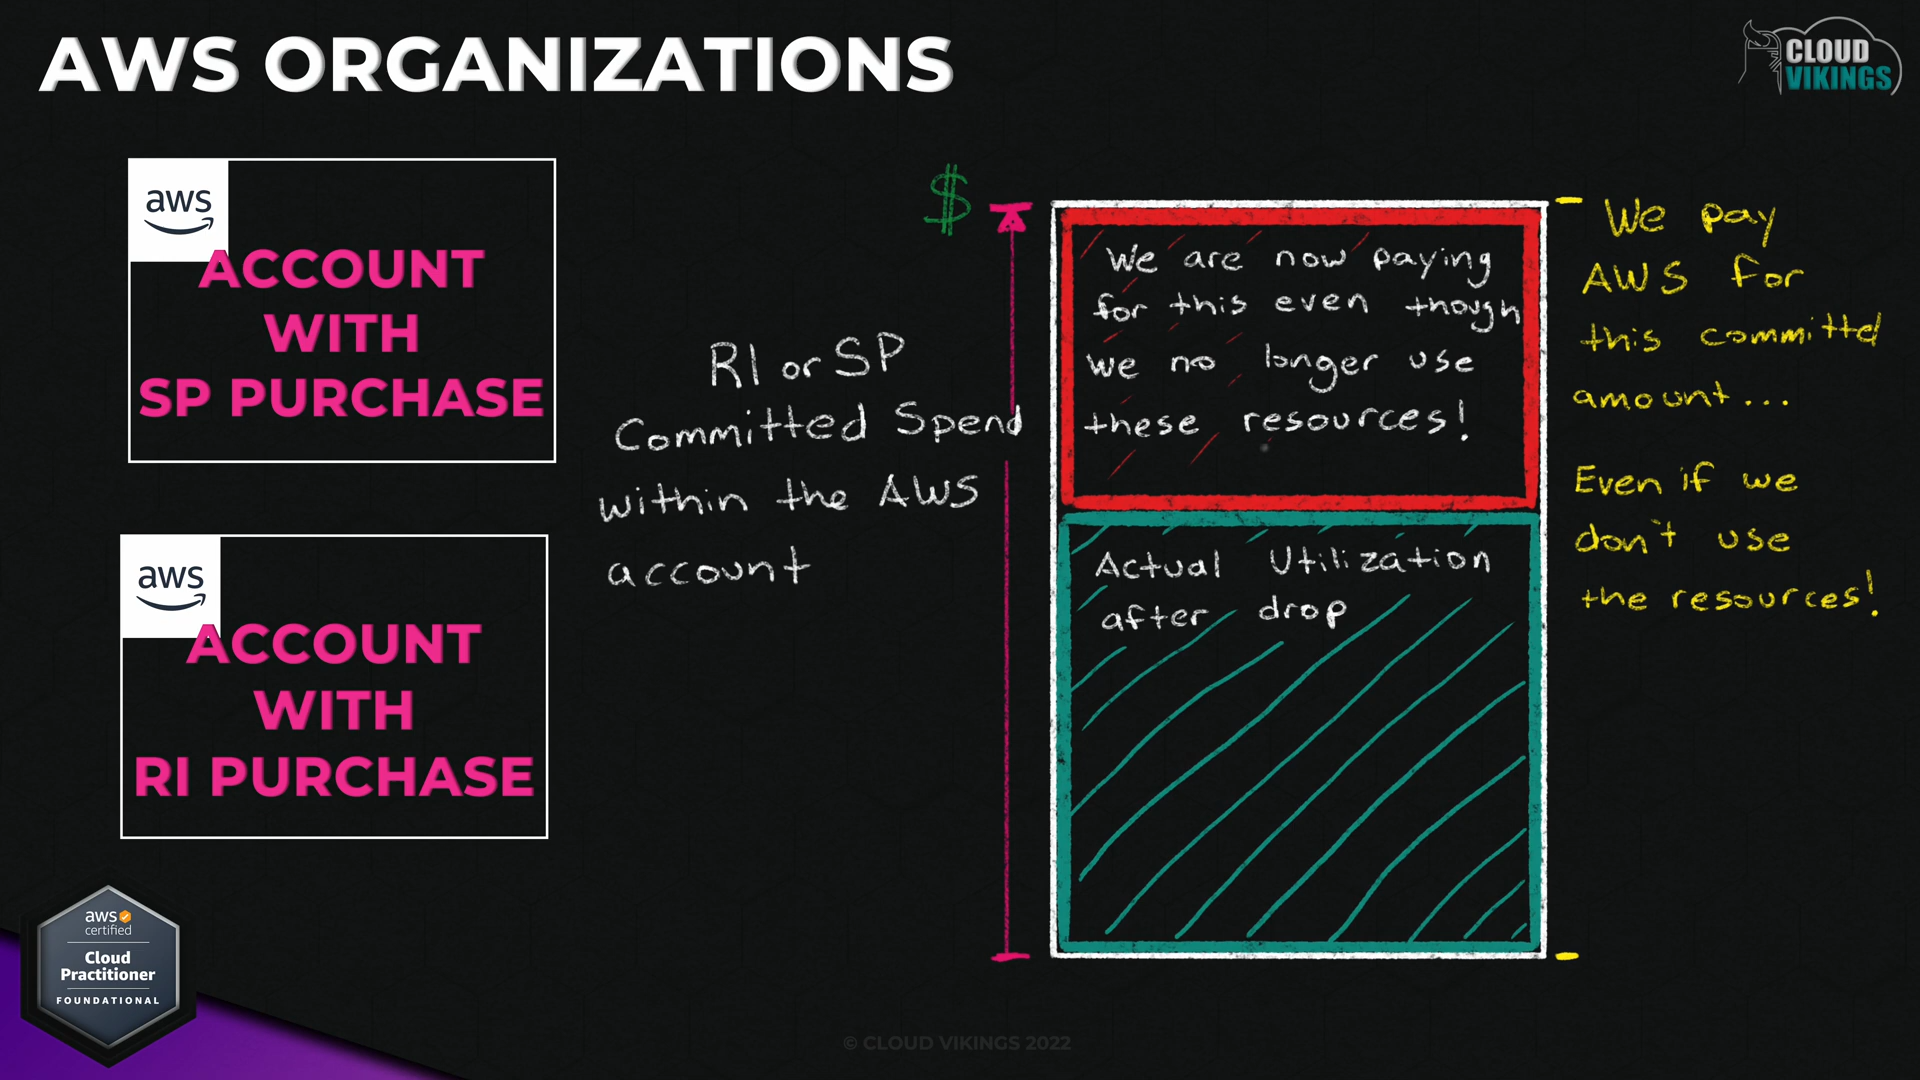 AWS ORGANIZATIONS
CLOUD
VIKINGS
aws
ACCOUNT
WITH
SP PURCHASE
aws
ACCOUNT
WITH
RI PURCHASE
RI or SP
Committed Spend
within the AWS
account
$
We are now paying
for this even though
we no longer use
these resources!
Actual Utilization
after drop
We pay
AWS for
this committed
amount...
Even if we
don't use
the resources!
aws
certified
Cloud
Practitioner
FOUNDATIONAL
© CLOUD VIKINGS 2022